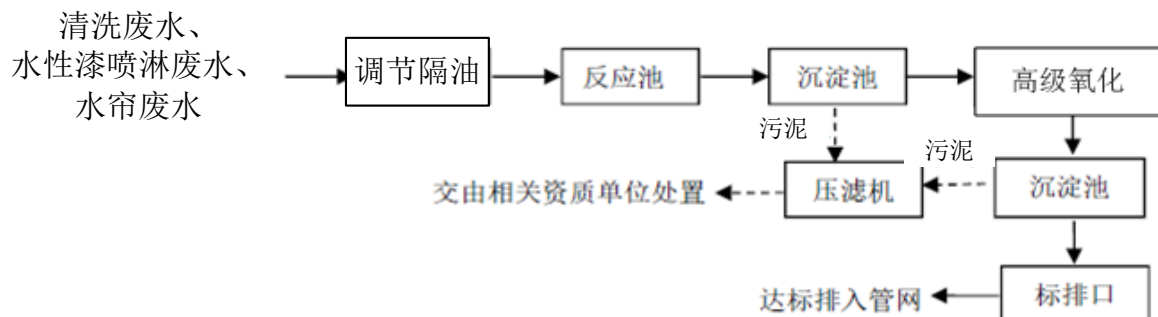 清洗废水、
水性漆喷淋废水、
水帘废水
调节隔油
反应池
沉淀池
高级氧化
污泥
污泥
交由相关资质单位处置
压滤机
沉淀池
达标排入管网
标排口